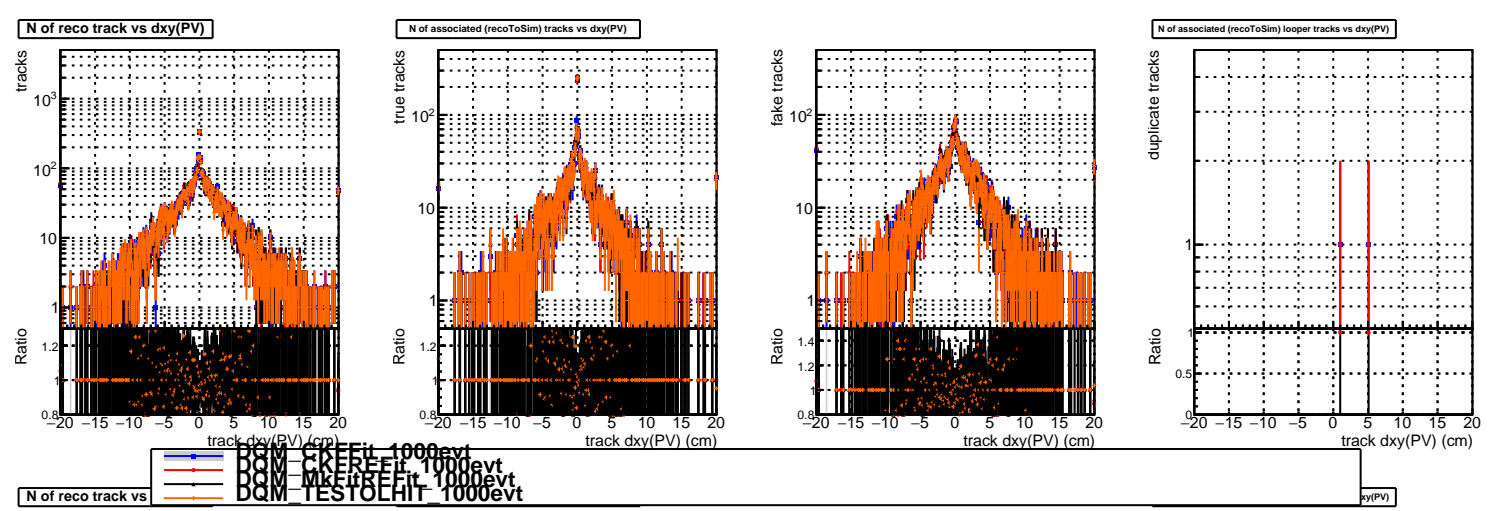 N of reco track vs dxy(PV)
tracks
10³
10²
10
1
Ratio
1.2
1
0.8
−20 −15 −10 −5 0 5 10 15 20
track dxy(PV) (cm)
N of associated (recoToSim) tracks vs dxy(PV)
true tracks
10²
10
1
Ratio
1.2
1
0.8
−20 −15 −10 −5 0 5 10 15 20
track dxy(PV) (cm)
fake tracks
10²
10
1
Ratio
1.4
1.2
1
0.8
−20 −15 −10 −5 0 5 10 15 20
track dxy(PV) (cm)
N of associated (recoToSim) looper tracks vs dxy(PV)
duplicate tracks
1
Ratio
1
0.5
0
−20 −15 −10 −5 0 5 10 15 20
track dxy(PV) (cm)
DQM_CKFFit_1000evt
DQM_CKFREFit_1000evt
DQM_MkFitREFit_1000evt
DQM_TESTOLHIT_1000evt
N of reco track vs
xy(PV)